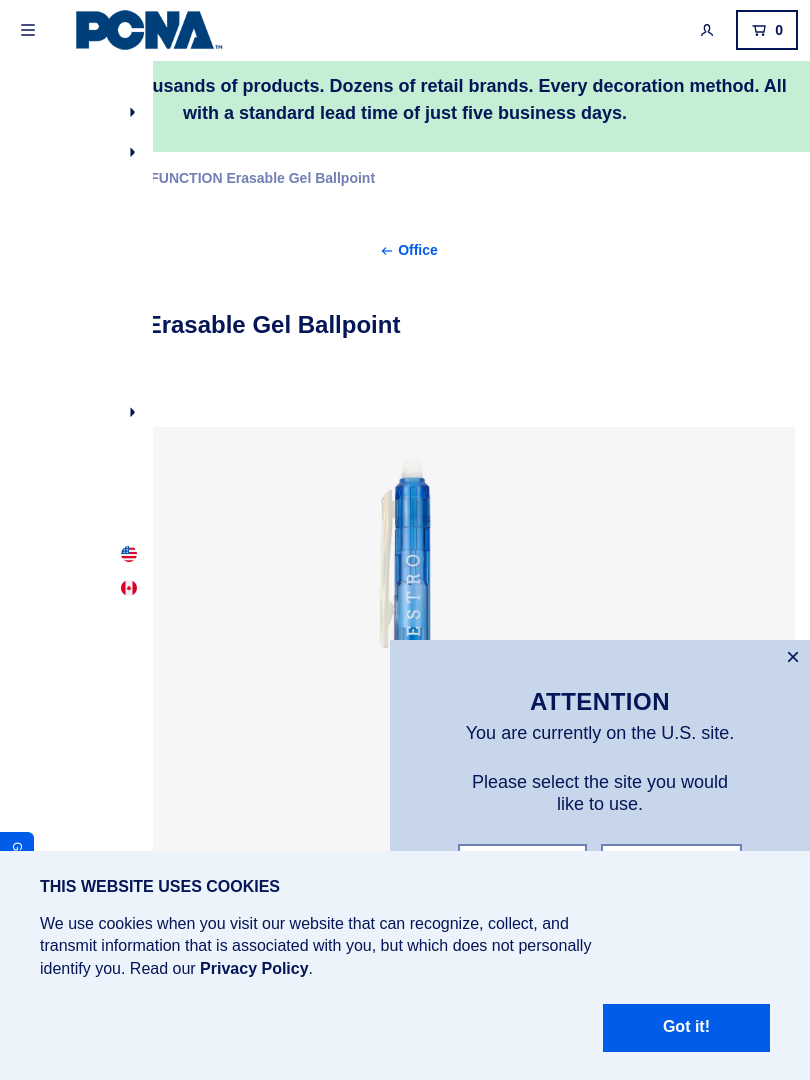 PCNA™
0
usands of products. Dozens of retail brands. Every decoration method. All
with a standard lead time of just five business days.
FUNCTION Erasable Gel Ballpoint
← Office
Erasable Gel Ballpoint
ESTRO
×
ATTENTION
You are currently on the U.S. site.
Please select the site you would
like to use.
G
THIS WEBSITE USES COOKIES
We use cookies when you visit our website that can recognize, collect, and
transmit information that is associated with you, but which does not personally
identify you. Read our Privacy Policy.
Got it!